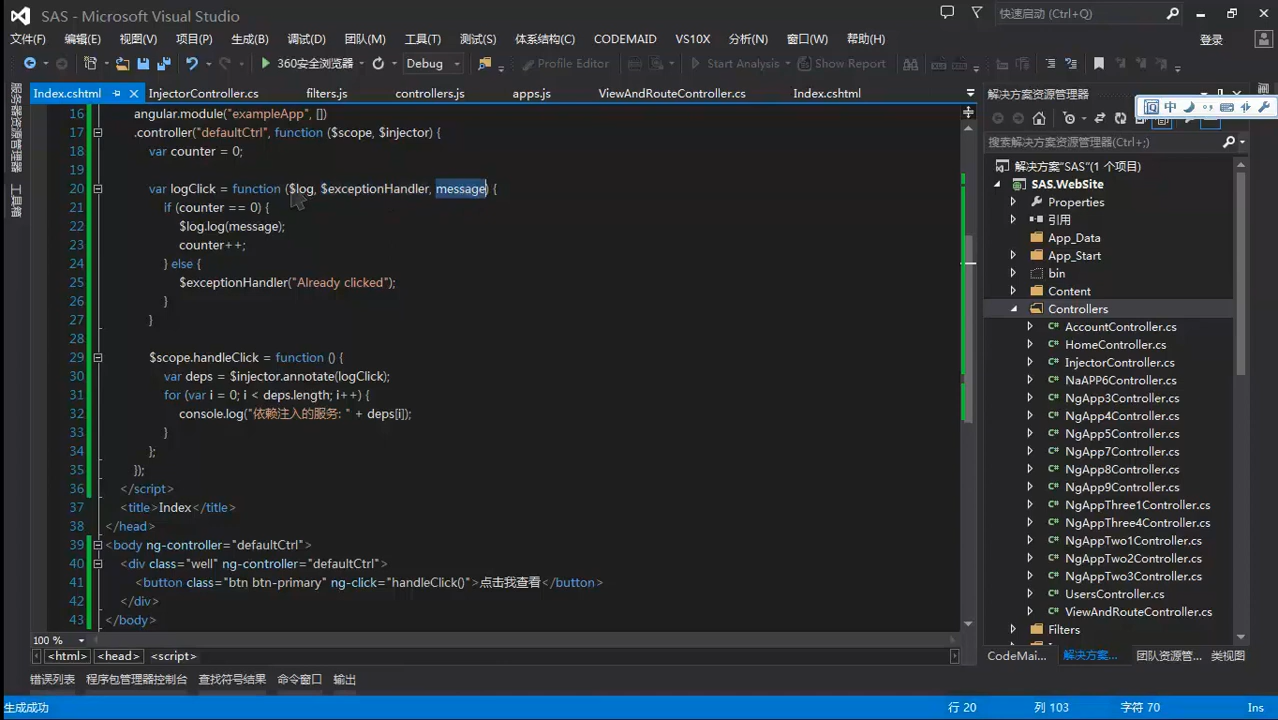 SAS - Microsoft Visual Studio
快速启动 (Ctrl+Q)
文件(F) 编辑(E) 视图(V) 项目(P) 生成(B) 调试(D) 团队(M) 工具(T) 测试(S) 体系结构(C) CODEMAID VS10X 分析(N) 窗口(W) 帮助(H) 登录
360安全浏览器 Debug Profile Editor Start Analysis Show Report
服务器资源管理器
工具箱
Index.cshtml InjectorController.cs filters.js controllers.js apps.js ViewAndRouteController.cs Index.cshtml
16 angular.module("exampleApp", [])
17 .controller("defaultCtrl", function ($scope, $injector) {
18 var counter = 0;
19
20 var logClick = function ($log, $exceptionHandler, message) {
21 if (counter == 0) {
22 $log.log(message);
23 counter++;
24 } else {
25 $exceptionHandler("Already clicked");
26 }
27 }
28
29 $scope.handleClick = function () {
30 var deps = $injector.annotate(logClick);
31 for (var i = 0; i < deps.length; i++) {
32 console.log("依赖注入的服务: " + deps[i]);
33 }
34 };
35 });
36 </script>
37 <title>Index</title>
38 </head>
39 <body ng-controller="defaultCtrl">
40 <div class="well" ng-controller="defaultCtrl">
41 <button class="btn btn-primary" ng-click="handleClick()">点击我查看</button>
42 </div>
43 </body>
100 %
<html> <head> <script>
错误列表 程序包管理器控制台 查找符号结果 命令窗口 输出
解决方案资源管理器
中
搜索解决方案资源管理器(Ctrl+;)
解决方案"SAS"(1 个项目)
SAS.WebSite
Properties
引用
App_Data
App_Start
bin
Content
Controllers
AccountController.cs
HomeController.cs
InjectorController.cs
NaAPP6Controller.cs
NgApp3Controller.cs
NgApp4Controller.cs
NgApp5Controller.cs
NgApp7Controller.cs
NgApp8Controller.cs
NgApp9Controller.cs
NgAppThree1Controller.cs
NgAppThree4Controller.cs
NgAppTwo1Controller.cs
NgAppTwo2Controller.cs
NgAppTwo3Controller.cs
UsersController.cs
ViewAndRouteController.cs
Filters
CodeMai... 解决方案... 团队资源管... 类视图
生成成功 行 20 列 103 字符 70 Ins